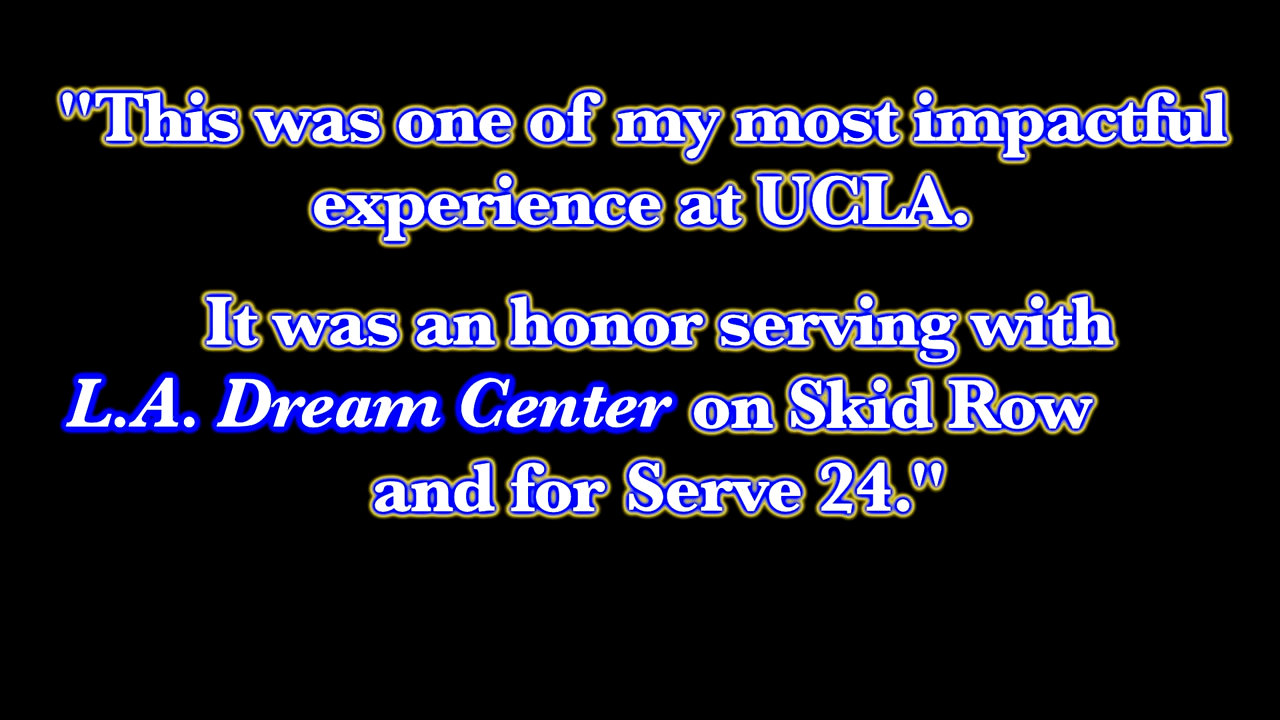 "This was one of my most impactful
experience at UCLA.
It was an honor serving with
L.A. Dream Center on Skid Row
and for Serve 24."